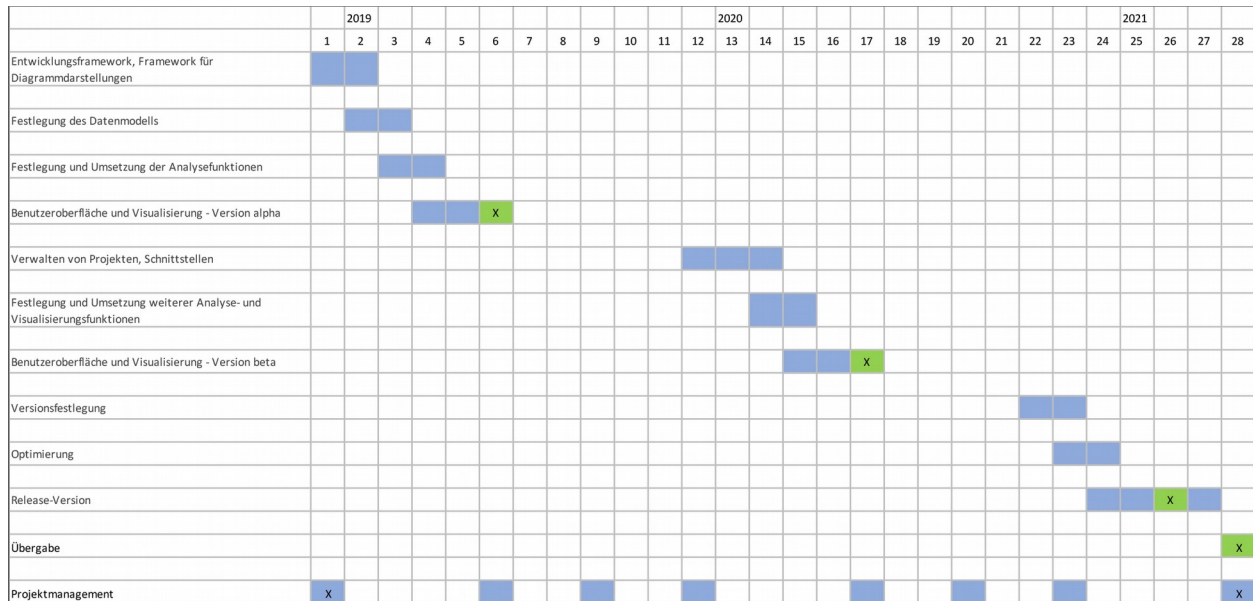 2019 2020 2021
1 2 3 4 5 6 7 8 9 10 11 12 13 14 15 16 17 18 19 20 21 22 23 24 25 26 27 28
Entwicklungsframework, Framework für
Diagrammdarstellungen
Festlegung des Datenmodells
Festlegung und Umsetzung der Analysefunktionen
Benutzeroberfläche und Visualisierung - Version alpha X
Verwalten von Projekten, Schnittstellen
Festlegung und Umsetzung weiterer Analyse- und
Visualisierungsfunktionen
Benutzeroberfläche und Visualisierung - Version beta X
Versionsfestlegung
Optimierung
Release-Version X
Übergabe X
Projektmanagement X X